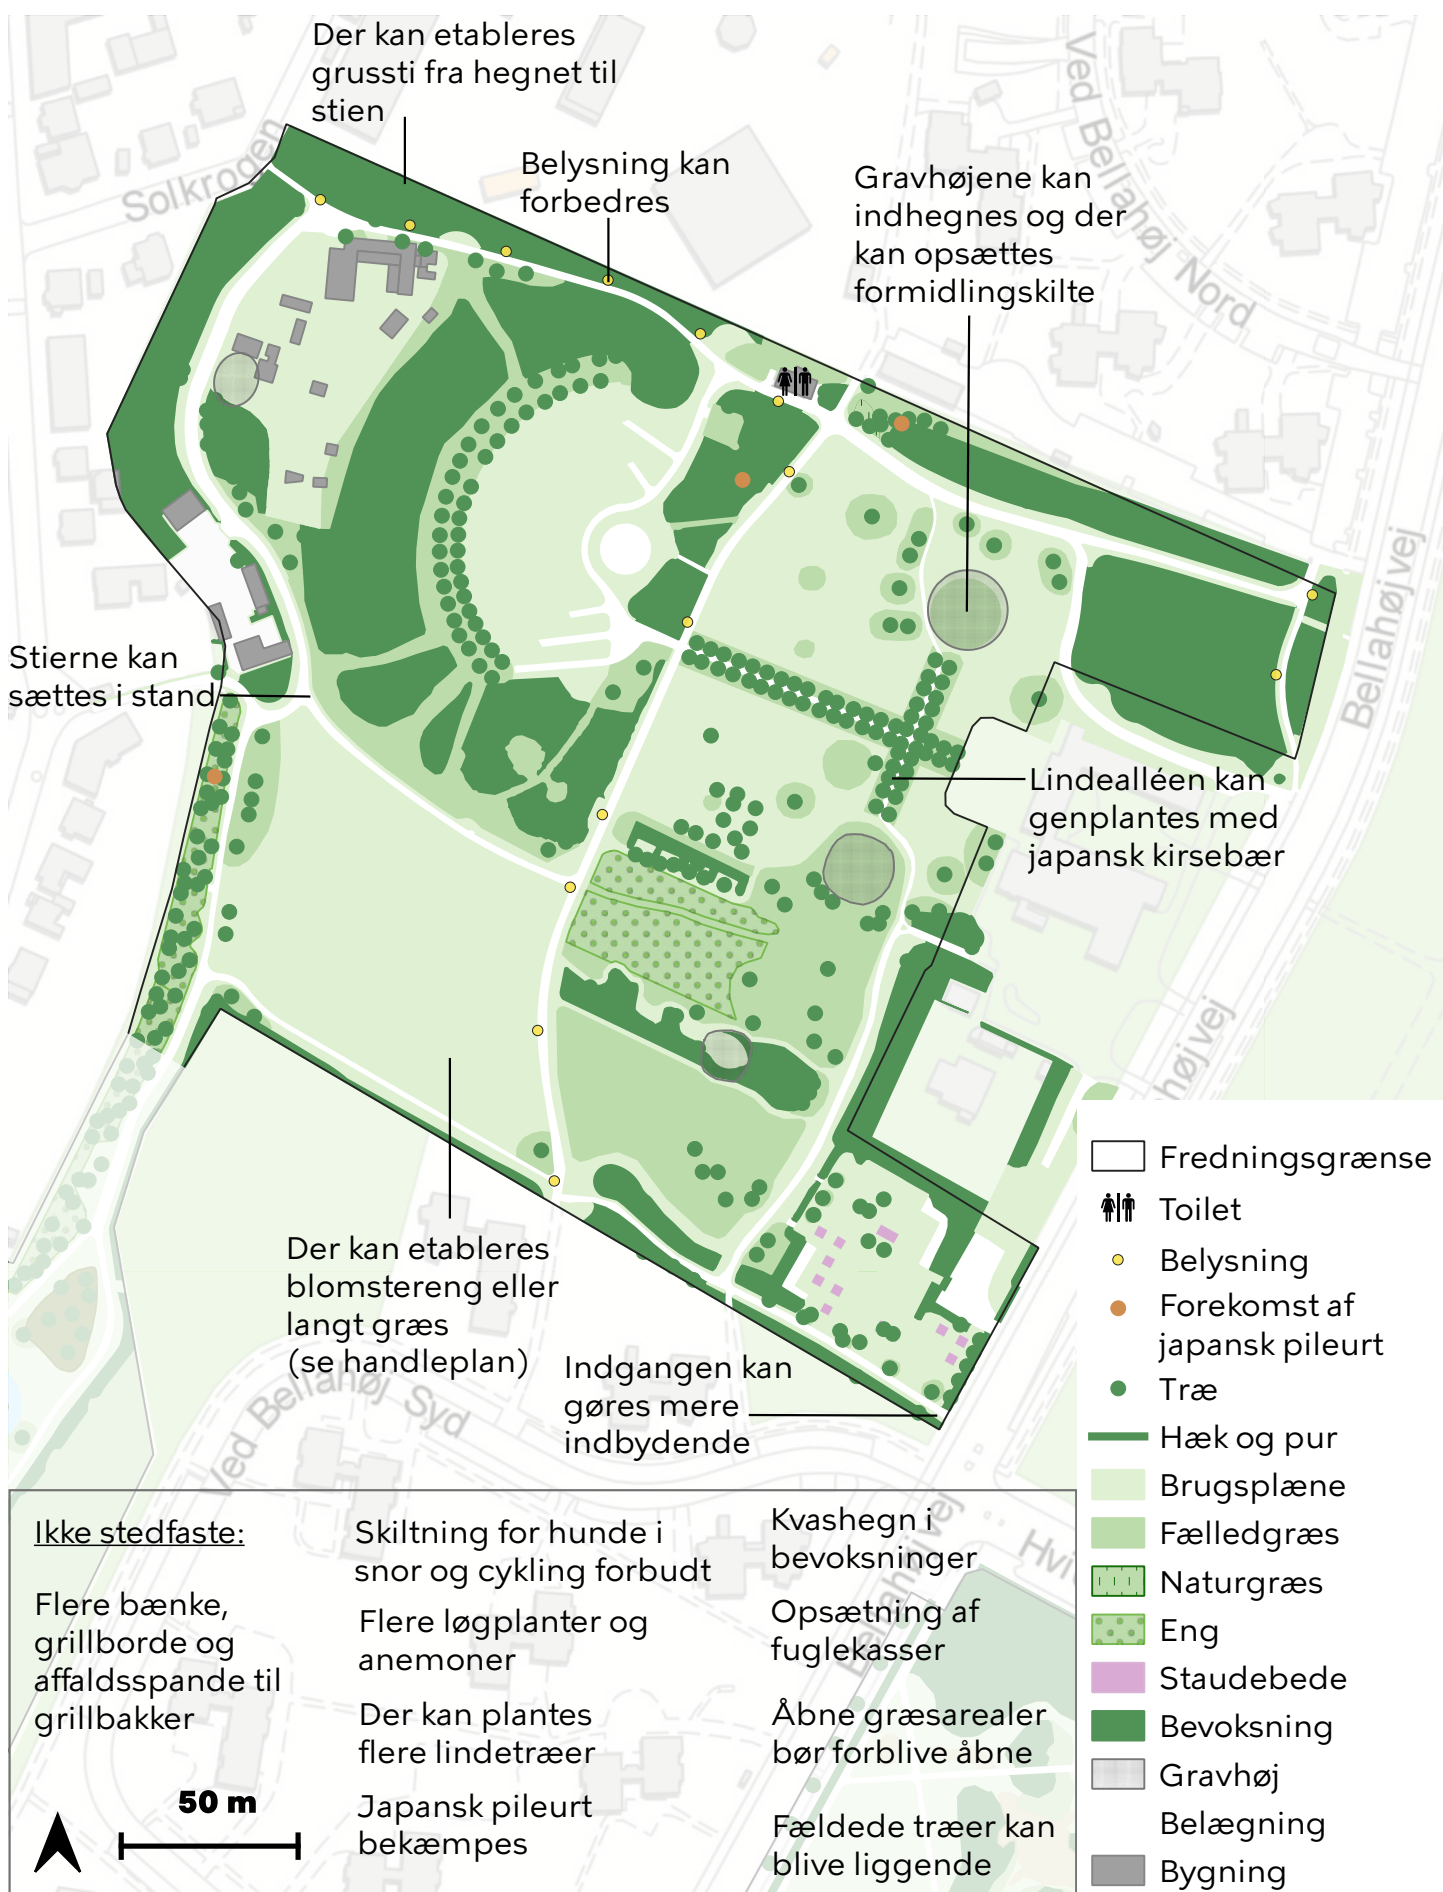 Der kan etableres
grussti fra hegnet til
stien
Belysning kan
forbedres
Gravhøjene kan
indhegnes og der
kan opsættes
formidlingskilte
Solkrogen
Ved Bellahøj Nord
Bellahøjvej
Stierne kan
sættes i stand
Lindealléen kan
genplantes med
japansk kirsebær
højvej
Der kan etableres
blomstereng eller
langt græs
(se handleplan)
Indgangen kan
gøres mere
indbydende
Ved Bellahøj Syd
Bellahøjvej
Hvi
Fredningsgrænse
Toilet
Belysning
Forekomst af
japansk pileurt
Træ
Hæk og pur
Brugsplæne
Fælledgræs
Naturgræs
Eng
Staudebede
Bevoksning
Gravhøj
Belægning
Bygning
Ikke stedfaste:
Flere bænke,
grillborde og
affaldsspande til
grillbakker
Skiltning for hunde i
snor og cykling forbudt
Flere løgplanter og
anemoner
Der kan plantes
flere lindetræer
Japansk pileurt
bekæmpes
Kvashegn i
bevoksninger
Opsætning af
fuglekasser
Åbne græsarealer
bør forblive åbne
Fældede træer kan
blive liggende
50 m